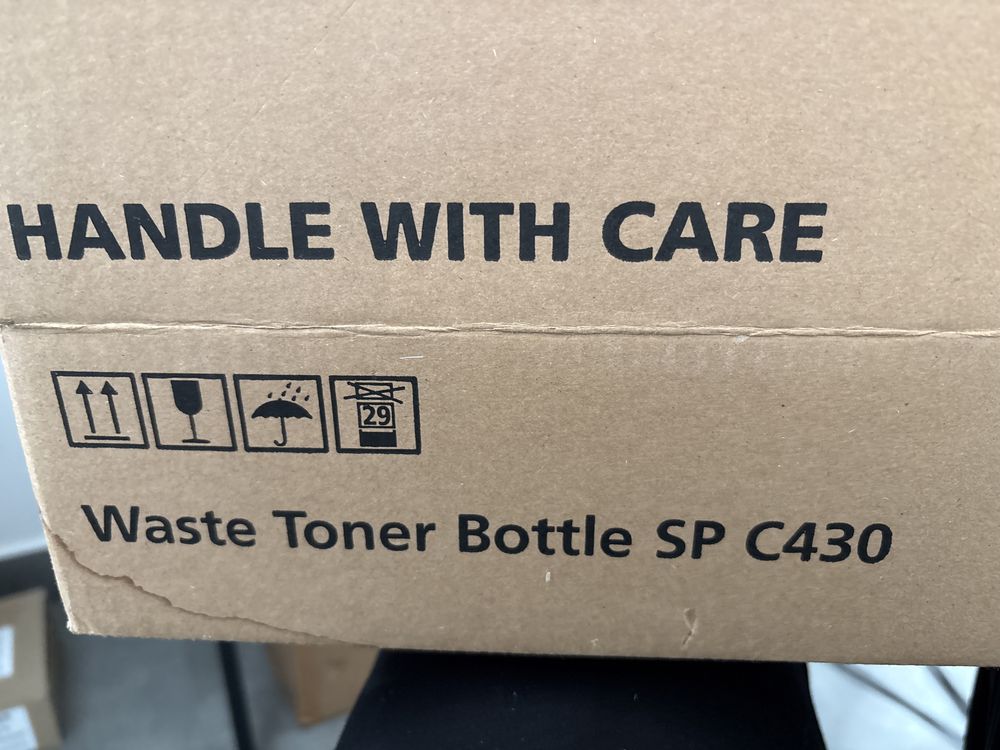 HANDLE WITH CARE
29
Waste Toner Bottle SP C430